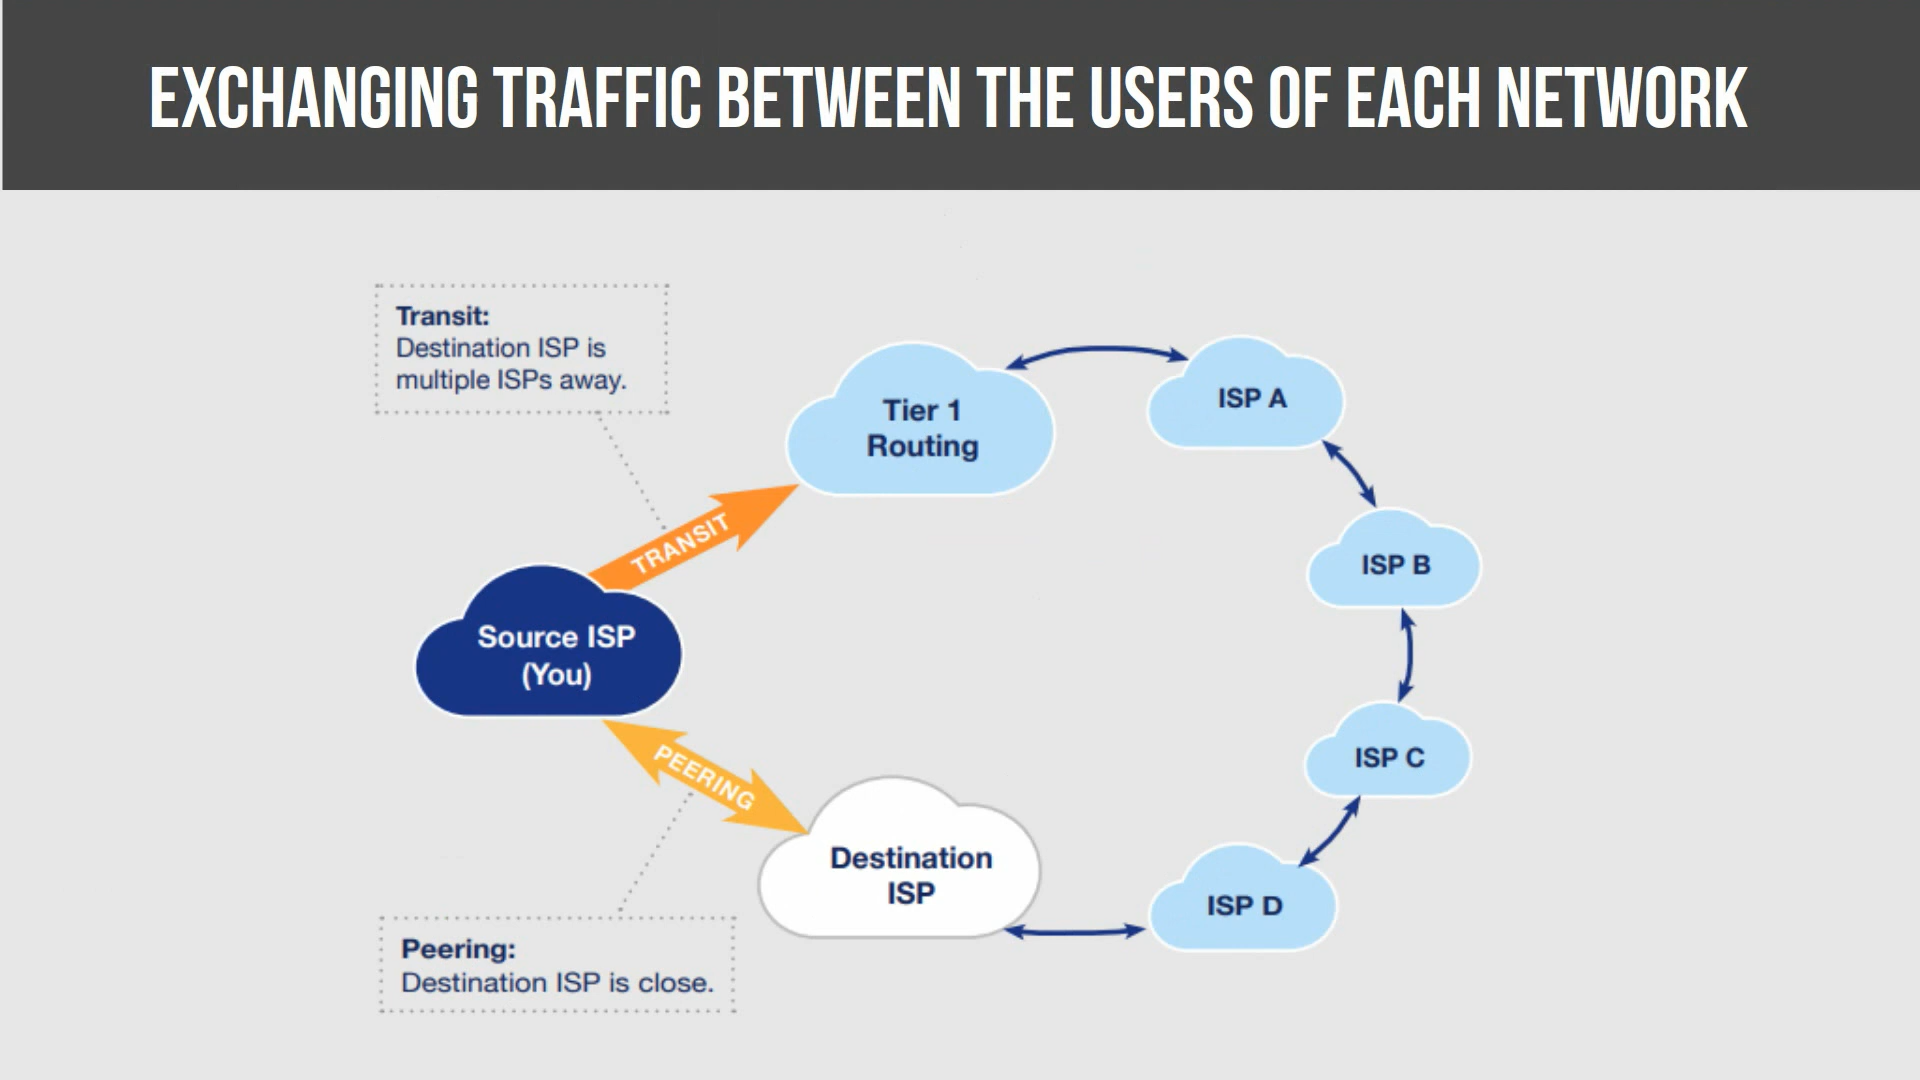 EXCHANGING TRAFFIC BETWEEN THE USERS OF EACH NETWORK
Transit:
Destination ISP is
multiple ISPs away.
Tier 1
Routing
ISP A
TRANSIT
ISP B
Source ISP
(You)
PEERING
ISP C
Destination
ISP
ISP D
Peering:
Destination ISP is close.